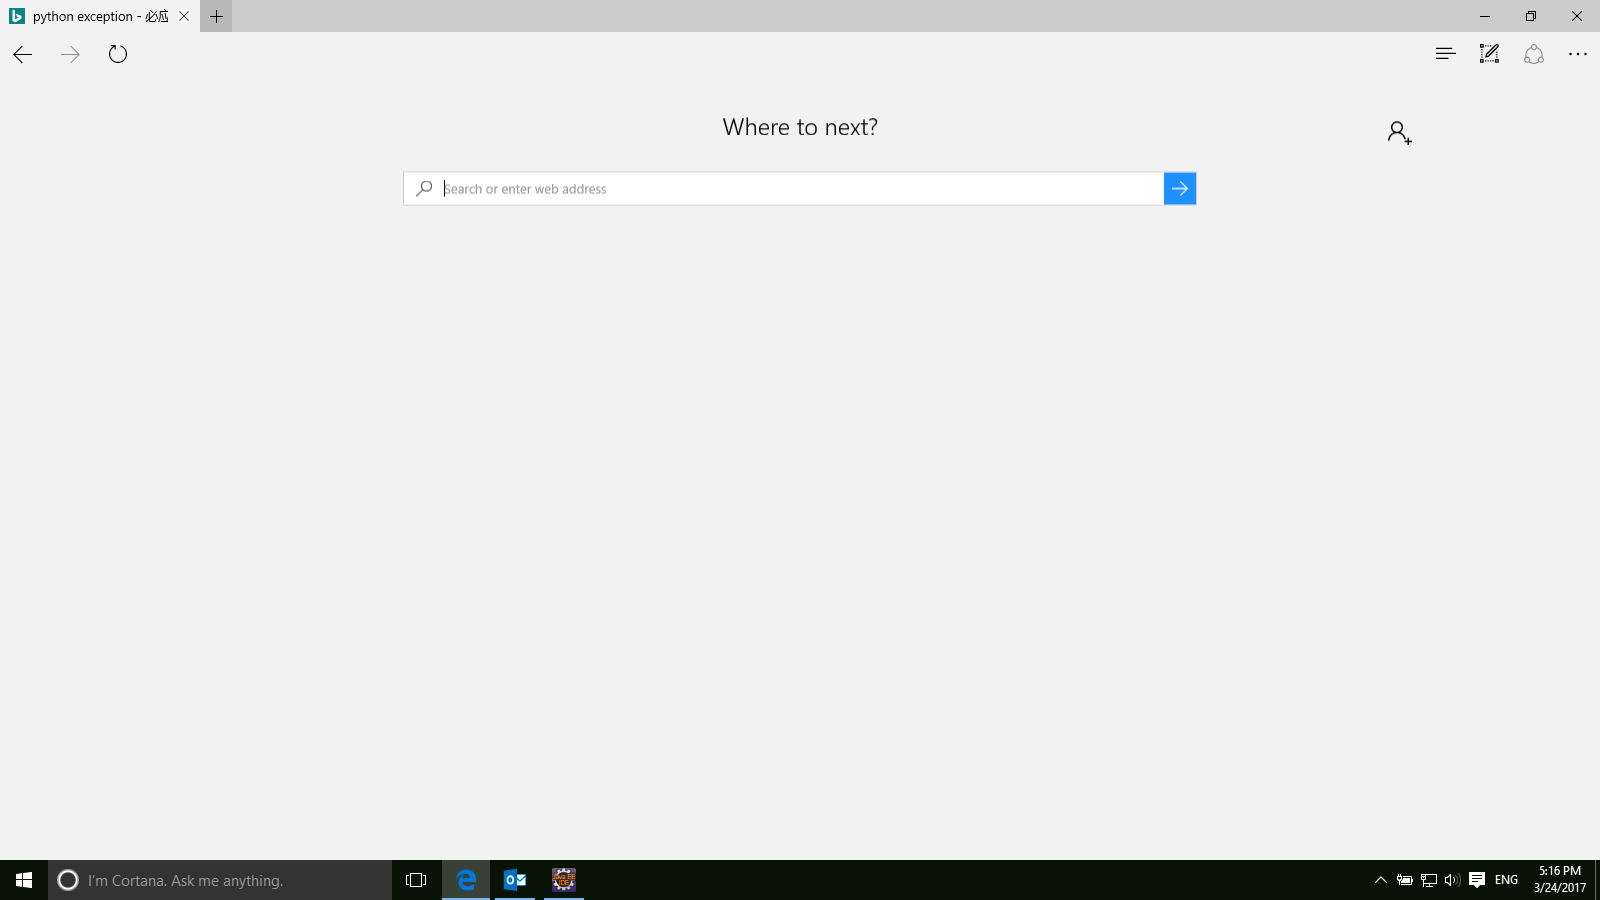 python exception - 必应
Where to next?
Search or enter web address
I'm Cortana. Ask me anything.
ENG
5:16 PM
3/24/2017